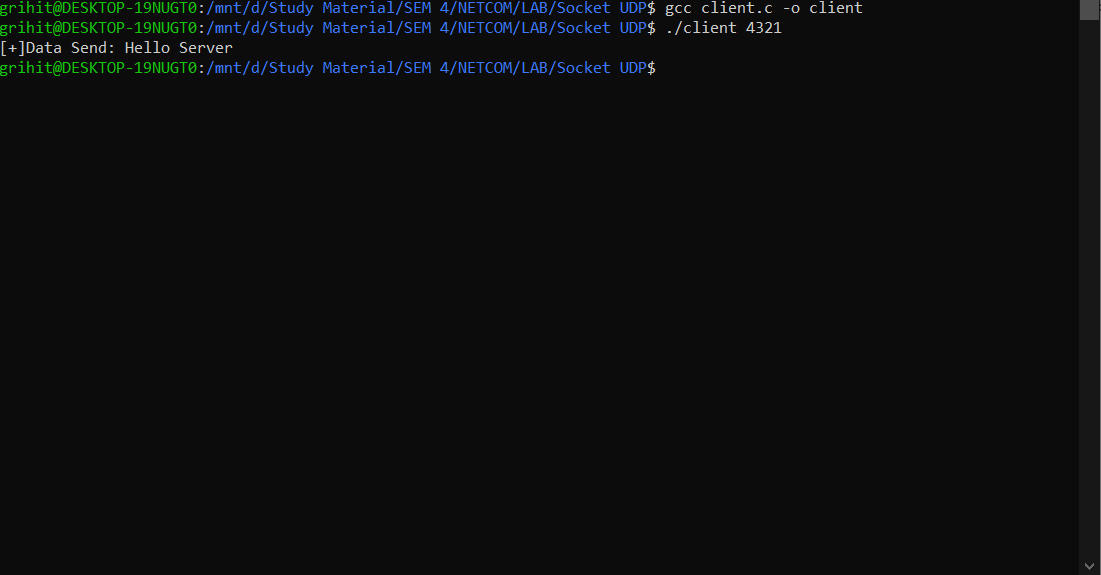 grihit@DESKTOP-19NUGT0:/mnt/d/Study Material/SEM 4/NETCOM/LAB/Socket UDP$ gcc client.c -o client
grihit@DESKTOP-19NUGT0:/mnt/d/Study Material/SEM 4/NETCOM/LAB/Socket UDP$ ./client 4321
[+]Data Send: Hello Server
grihit@DESKTOP-19NUGT0:/mnt/d/Study Material/SEM 4/NETCOM/LAB/Socket UDP$